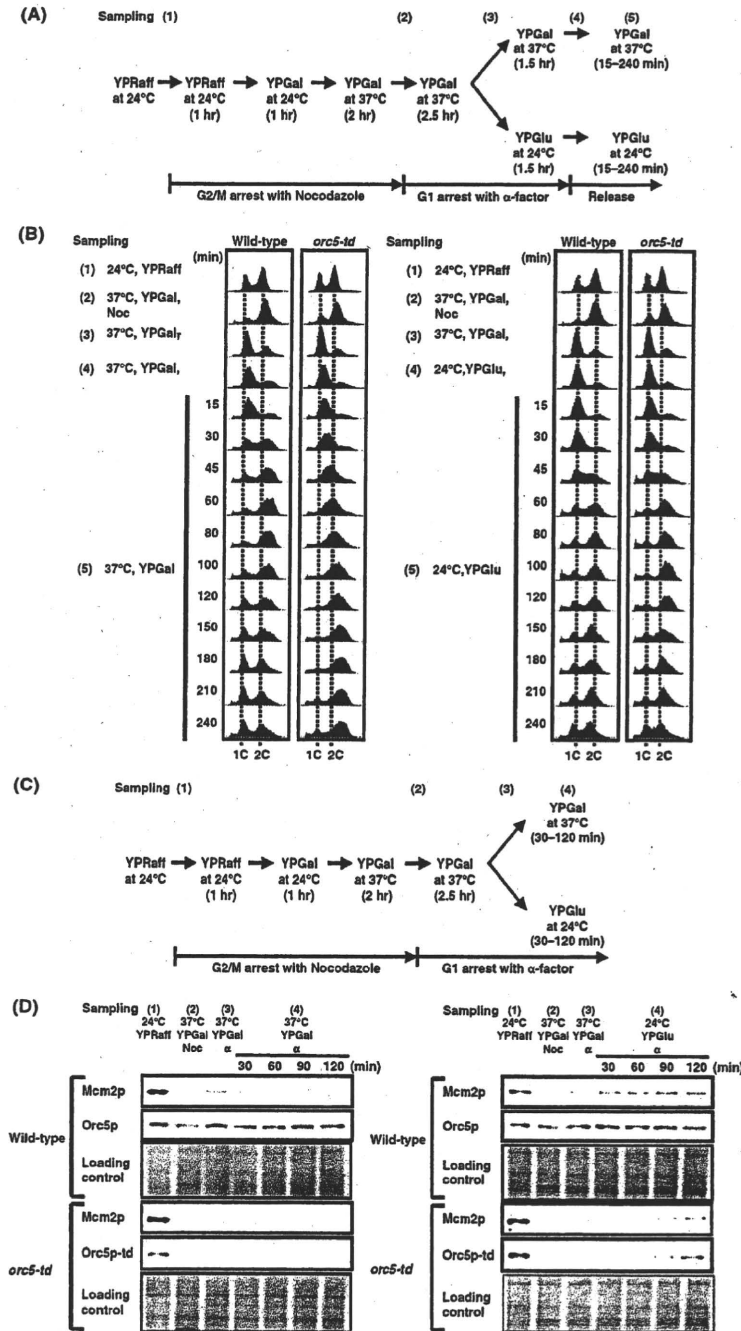 (A)
Sampling (1) (2) (3) (4) (5)
YPGal at 37°C (1.5 hr)
YPGal at 37°C (15–240 min)
YPRaff at 24°C
YPRaff at 24°C (1 hr)
YPGal at 24°C (1 hr)
YPGal at 37°C (2 hr)
YPGal at 37°C (2.5 hr)
YPGlu at 24°C (1.5 hr)
YPGlu at 24°C (15–240 min)
G2/M arrest with Nocodazole
G1 arrest with α-factor
Release
(B)
Sampling
(min)
Wild-type
orc5-td
(1) 24°C, YPRaff
(2) 37°C, YPGal,
Noc
(3) 37°C, YPGal,
(4) 37°C, YPGal,
15
30
45
60
80
(5) 37°C, YPGal
100
120
150
180
210
240
1C 2C
1C 2C
Sampling
Wild-type
orc5-td
(1) 24°C, YPRaff
(2) 37°C, YPGal,
Noc
(3) 37°C, YPGal,
(4) 24°C,YPGlu,
15
30
45
60
80
(5) 24°C,YPGlu
100
120
150
180
210
240
1C 2C
1C 2C
(C)
Sampling (1) (2) (3) (4)
YPGal at 37°C (30–120 min)
YPRaff at 24°C
YPRaff at 24°C (1 hr)
YPGal at 24°C (1 hr)
YPGal at 37°C (2 hr)
YPGal at 37°C (2.5 hr)
YPGlu at 24°C (30–120 min)
G2/M arrest with Nocodazole
G1 arrest with α-factor
(D)
Sampling (1) (2) (3) (4)
24°C 37°C 37°C 37°C
YPRaff YPGal YPGal YPGal
Noc α α
30 60 90 120 (min)
Wild-type
Mcm2p
Orc5p
Loading control
orc5-td
Mcm2p
Orc5p-td
Loading control
Sampling (1) (2) (3) (4)
24°C 37°C 37°C 24°C
YPRaff YPGal YPGal YPGlu
Noc α α
30 60 90 120 (min)
Wild-type
Mcm2p
Orc5p
Loading control
orc5-td
Mcm2p
Orc5p-td
Loading control